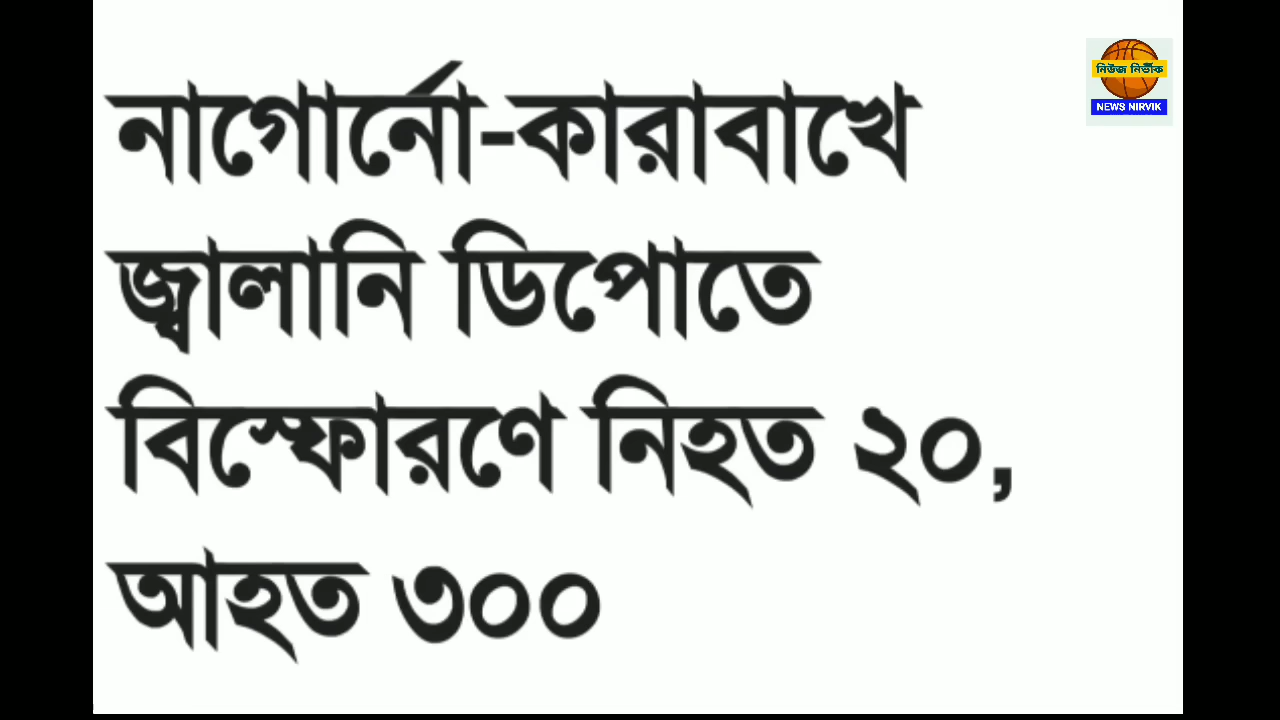 নাগোর্নো-কারাবাখে
জ্বালানি ডিপোতে
বিস্ফোরণে নিহত ২০,
আহত ৩০০
নিউজ নির্ভীক
NEWS NIRVIK